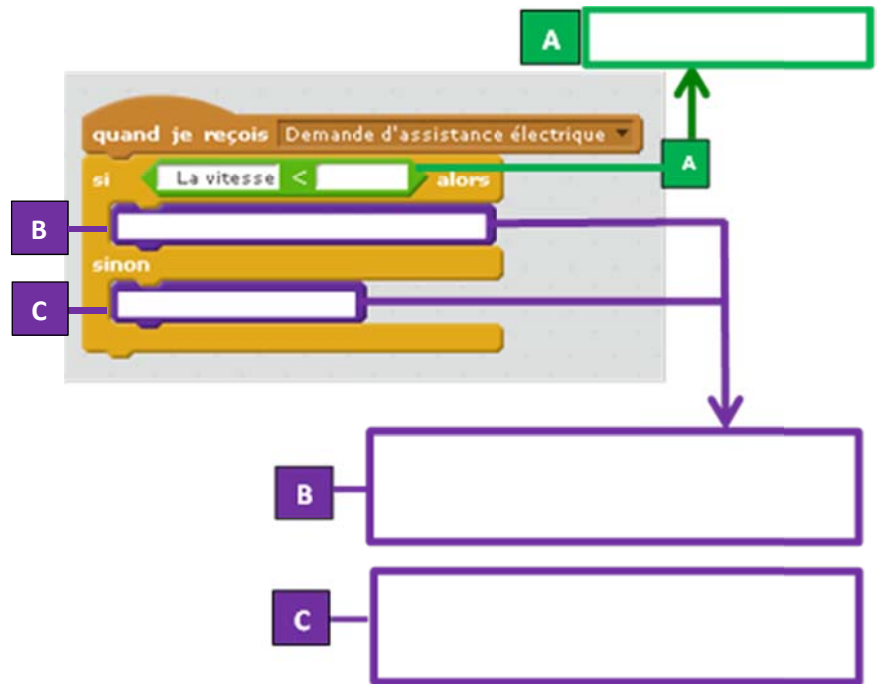 A
quand je reçois Demande d'assistance électrique
si La vitesse < alors
A
B
sinon
C
B
C